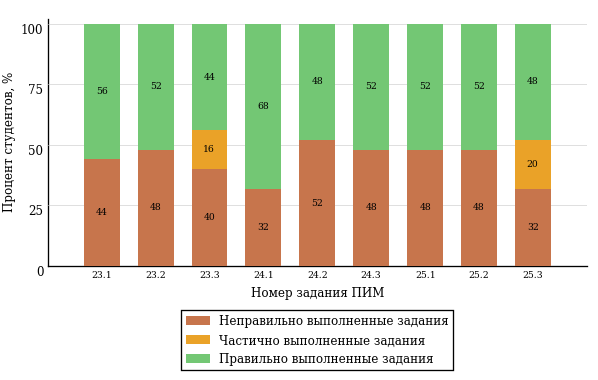 Процент студентов, %
100
75
50
25
0
56 52 44 68 48 52 52 52 48
16 20
44 48 40 32 52 48 48 48 32
23.1 23.2 23.3 24.1 24.2 24.3 25.1 25.2 25.3
Номер задания ПИМ
Неправильно выполненные задания
Частично выполненные задания
Правильно выполненные задания